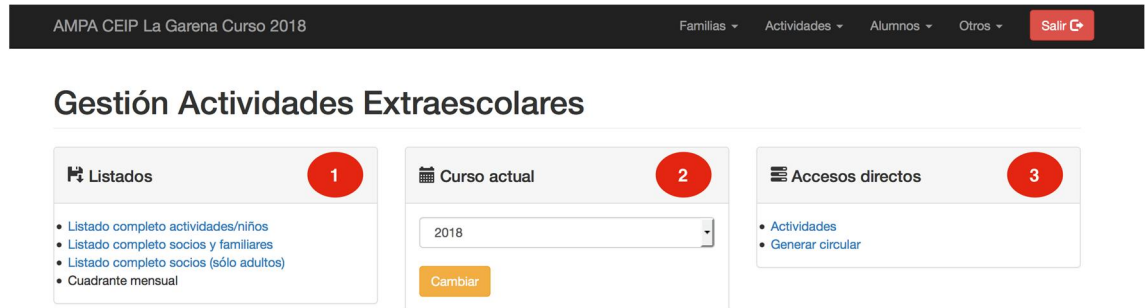 AMPA CEIP La Garena Curso 2018 Familias Actividades Alumnos Otros Salir
Gestión Actividades Extraescolares
Listados 1
Listado completo actividades/niños
Listado completo socios y familiares
Listado completo socios (sólo adultos)
Cuadrante mensual
Curso actual 2
2018
Cambiar
Accesos directos 3
Actividades
Generar circular